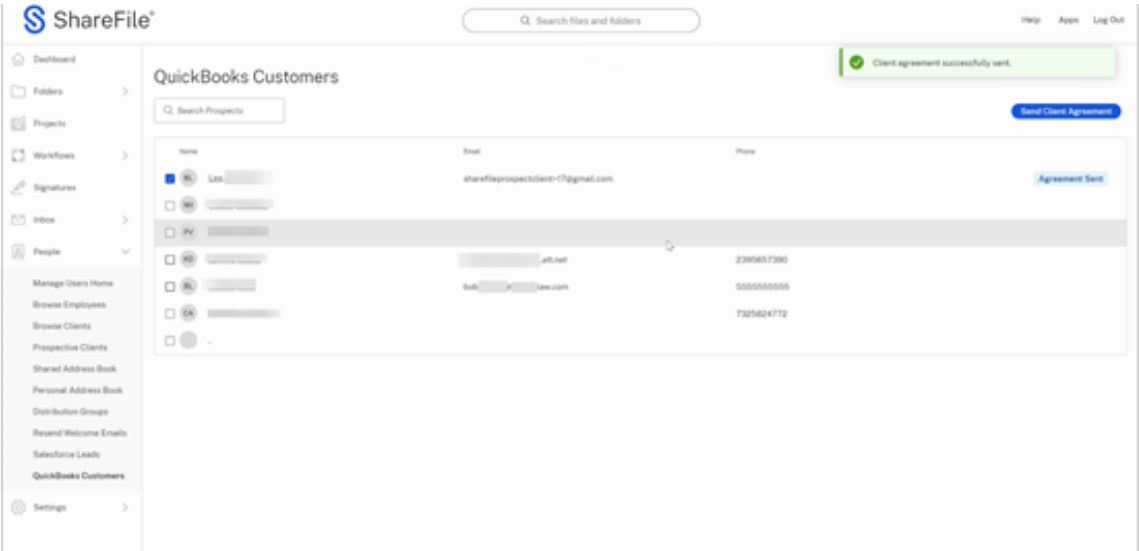 ShareFile
Search files and folders
Help Apps Log Out
Client agreement successfully sent.
Dashboard
Folders
Projects
Workflows
Signatures
Inbox
People
Manage Users Home
Browse Employees
Browse Clients
Prospective Clients
Shared Address Book
Personal Address Book
Distribution Groups
Resend Welcome Emails
Salesforce Leads
QuickBooks Customers
Settings
QuickBooks Customers
Search Prospects
Send Client Agreement
Name Email Phone
BL sharefileprospectclient+17@gmail.com Agreement Sent
PV
KD .att.net 2395657390
BL bob law.com 5555555555
CA 7325824772